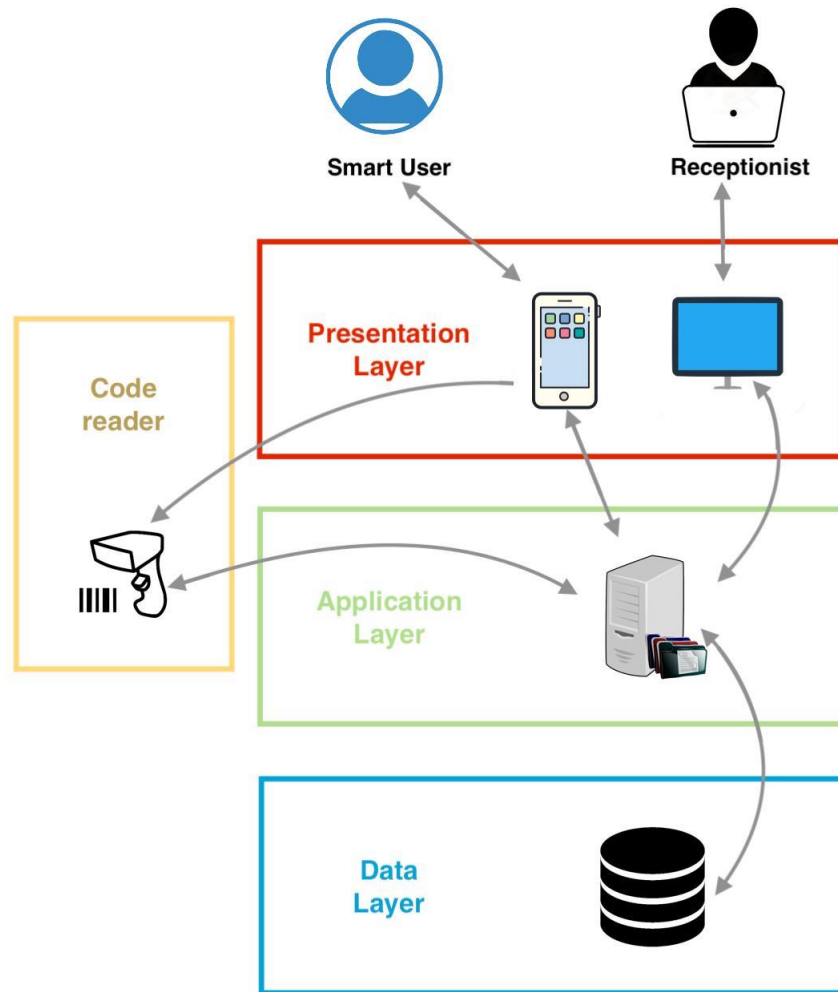 Smart User
Receptionist
Presentation
Layer
Code
reader
Application
Layer
Data
Layer